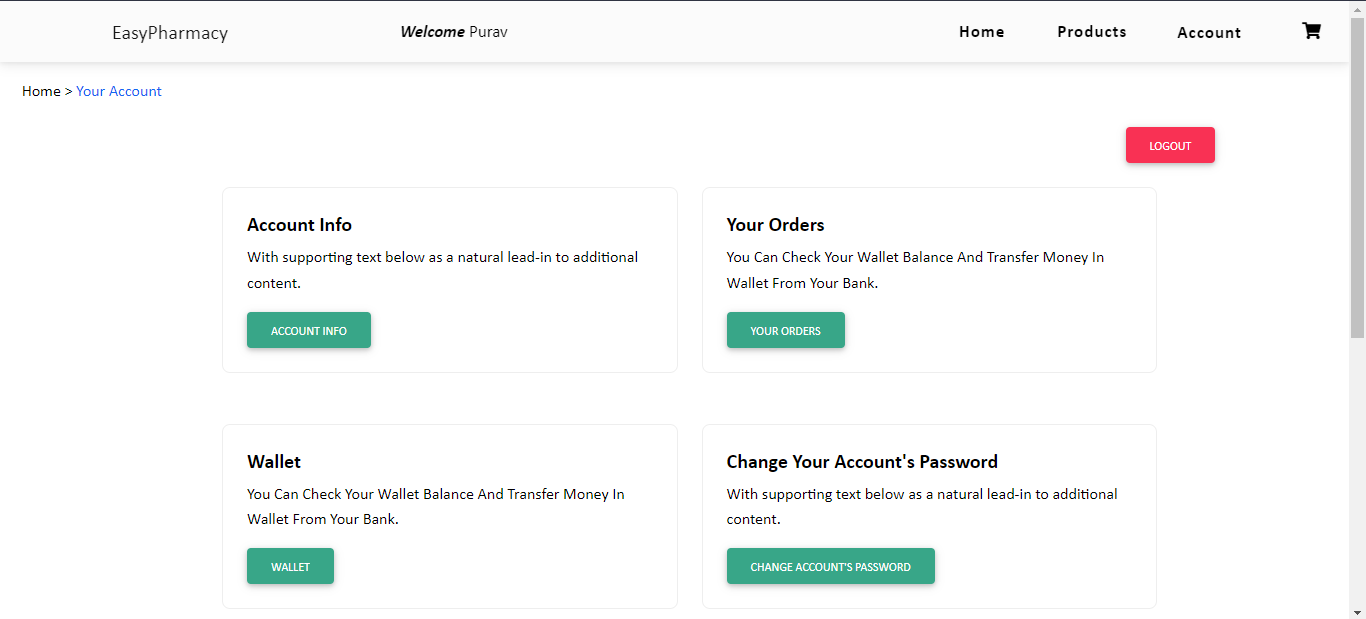 EasyPharmacy
Welcome Purav
Home
Products
Account
Home > Your Account
LOGOUT
Account Info
With supporting text below as a natural lead-in to additional
content.
ACCOUNT INFO
Your Orders
You Can Check Your Wallet Balance And Transfer Money In
Wallet From Your Bank.
YOUR ORDERS
Wallet
You Can Check Your Wallet Balance And Transfer Money In
Wallet From Your Bank.
WALLET
Change Your Account's Password
With supporting text below as a natural lead-in to additional
content.
CHANGE ACCOUNT'S PASSWORD